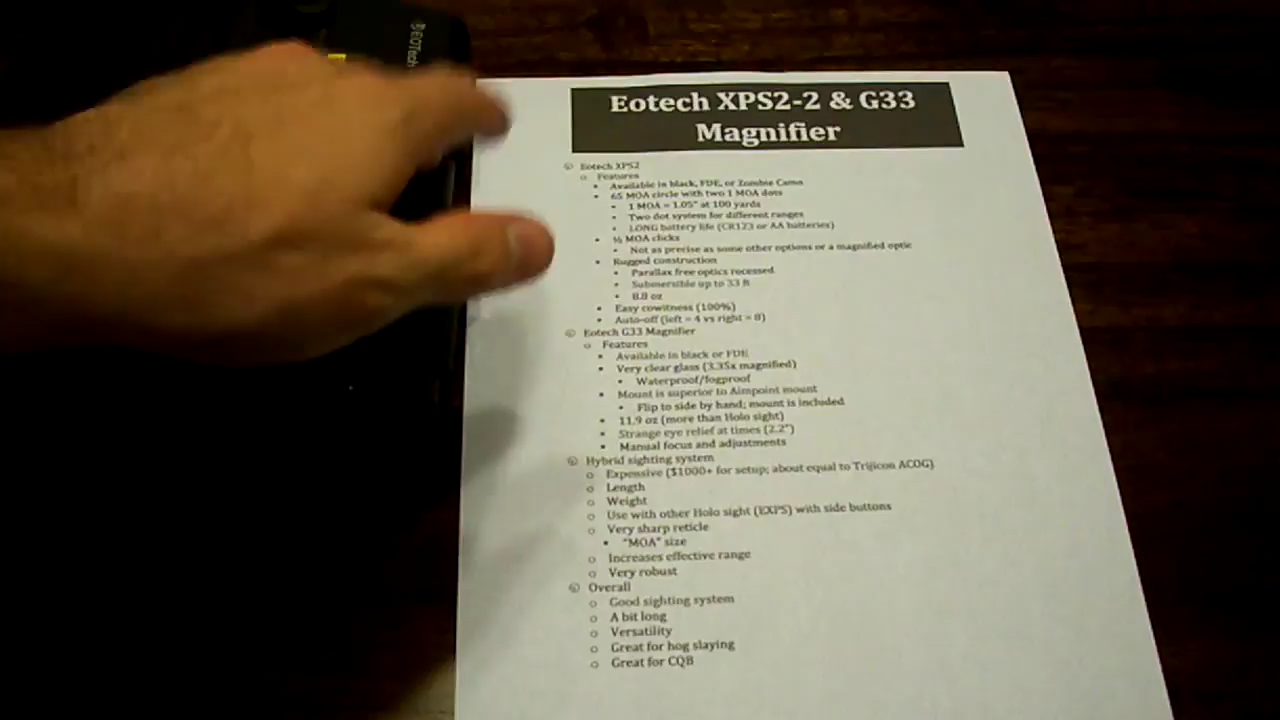 EOTech
Eotech XPS2-2 & G33
Magnifier
Eotech XPS2
Features
Available in black, FDE, or Zombie Camo
65 MOA circle with two 1 MOA dots
1 MOA = 1.05" at 100 yards
Two dot system for different ranges
LONG battery life (CR123 or AA batteries)
½ MOA clicks
Not as precise as some other options or a magnified optic
Rugged construction
Parallax free optics recessed
Submersible up to 33 ft
8.8 oz
Easy cowitness (100%)
Auto-off (left = 4 vs right = 8)
Eotech G33 Magnifier
Features
Available in black or FDE
Very clear glass (3.35x magnified)
Waterproof/fogproof
Mount is superior to Aimpoint mount
Flip to side by hand; mount is included
11.9 oz (more than Holo sight)
Strange eye relief at times (2.2")
Manual focus and adjustments
Hybrid sighting system
Expensive ($1000+ for setup; about equal to Trijicon ACOG)
Length
Weight
Use with other Holo sight (EXPS) with side buttons
Very sharp reticle
"MOA" size
Increases effective range
Very robust
Overall
Good sighting system
A bit long
Versatility
Great for hog slaying
Great for CQB